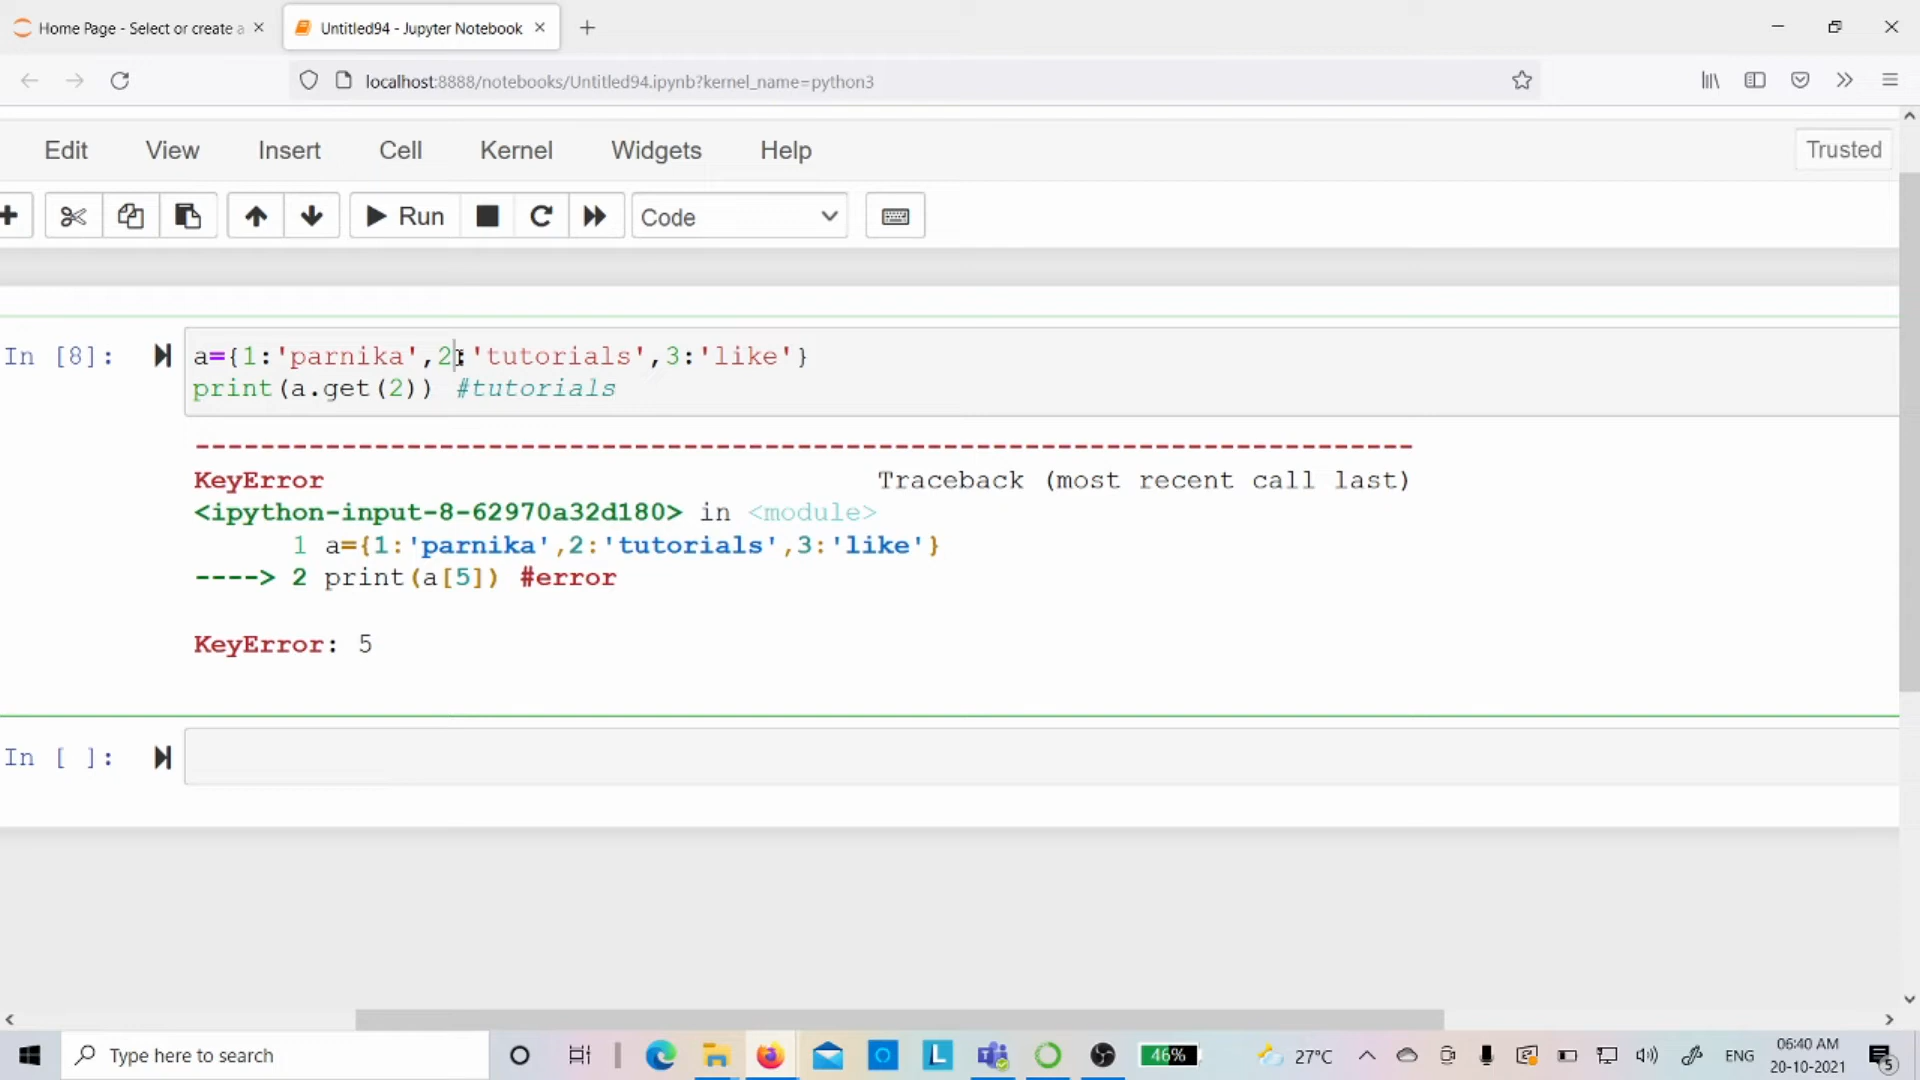 Home Page - Select or create a
Untitled94 - Jupyter Notebook
localhost:8888/notebooks/Untitled94.ipynb?kernel_name=python3
Edit View Insert Cell Kernel Widgets Help Trusted
Run Code
In [8]: a={1:'parnika',2:'tutorials',3:'like'}
print(a.get(2)) #tutorials
---------------------------------------------------------------------------
KeyError Traceback (most recent call last)
<ipython-input-8-62970a32d180> in <module>
1 a={1:'parnika',2:'tutorials',3:'like'}
----> 2 print(a[5]) #error
KeyError: 5
In [ ]:
Type here to search
L
46%
27°C
ENG
06:40 AM
20-10-2021
5